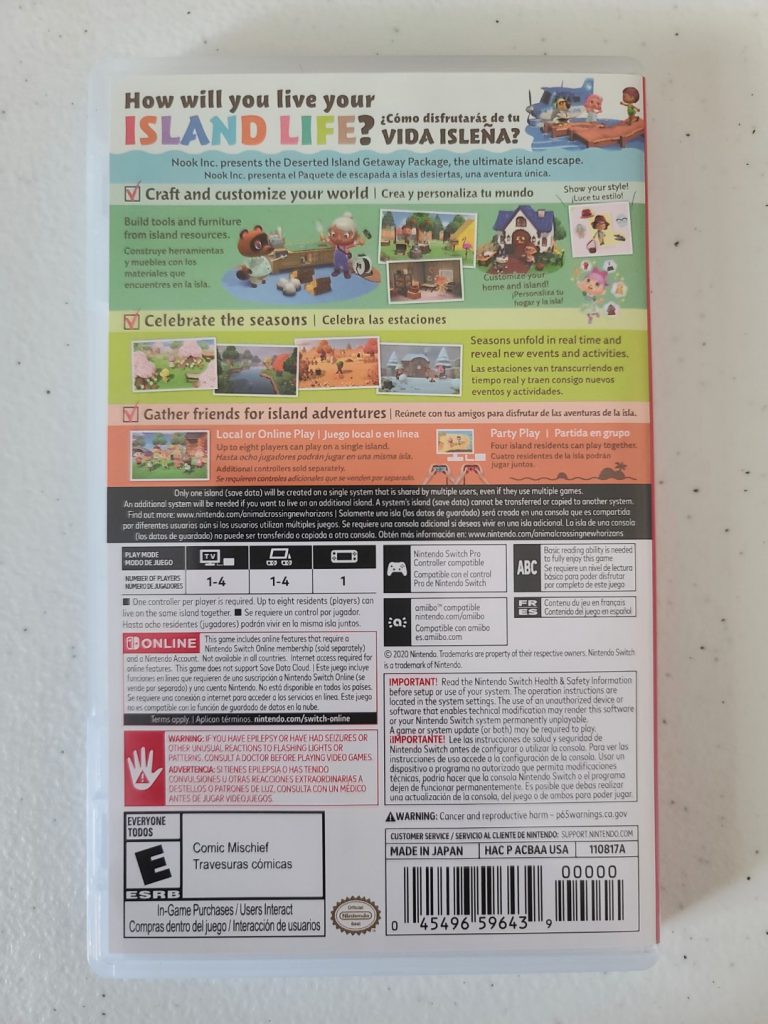 How will you live your
ISLAND LIFE?
¿Cómo disfrutarás de tu
VIDA ISLEÑA?
Nook Inc. presents the Deserted Island Getaway Package, the ultimate island escape.
Nook Inc. presenta el Paquete de escapada a islas desiertas, una aventura única.
Craft and customize your world | Crea y personaliza tu mundo
Show your style!
¡Luce tu estilo!
Build tools and furniture
from island resources.
Construye herramientas
y muebles con los
materiales que
encuentres en la isla.
Customize your
home and island!
¡Personaliza tu
hogar y la isla!
Celebrate the seasons | Celebra las estaciones
Seasons unfold in real time and
reveal new events and activities.
Las estaciones van transcurriendo en
tiempo real y traen consigo nuevos
eventos y actividades.
Gather friends for island adventures | Reúnete con tus amigos para disfrutar de las aventuras de la isla.
Local or Online Play | Juego local o en línea
Up to eight players can play on a single island.
Hasta ocho jugadores podrán jugar en una misma isla.
Additional controllers sold separately.
Se requieren controles adicionales que se venden por separado.
Party Play | Partida en grupo
Four island residents can play together.
Cuatro residentes de la isla podrán
jugar juntos.
Only one island (save data) will be created on a single system that is shared by multiple users, even if they use multiple games.
An additional system will be needed if you want to live on an additional island. A system's island (save data) cannot be transferred or copied to another system.
Find out more: www.nintendo.com/animalcrossingnewhorizons | Solamente una isla (los datos de guardado) será creada en una consola que es compartida
por diferentes usuarios aún si los usuarios utilizan múltiples juegos. Se requiere una consola adicional si deseas vivir en una isla adicional. La isla de una consola
(los datos de guardado) no puede ser transferida o copiada a otra consola. Obtén más información en: www.nintendo.com/animalcrossingnewhorizons
PLAY MODE
MODO DE JUEGO
TV
NUMBER OF PLAYERS
NÚMERO DE JUGADORES
1-4
1-4
1
One controller per player is required. Up to eight residents (players) can
live on the same island together. ■ Se requiere un control por jugador.
Hasta ocho residentes (jugadores) podrán vivir en la misma isla juntos.
Nintendo Switch Pro
Controller compatible
Compatible con el control
Pro de Nintendo Switch
ABC
Basic reading ability is needed
to fully enjoy this game
Se requiere un nivel de lectura
básico para poder disfrutar
por completo de este juego
amiibo™ compatible
nintendo.com/amiibo
Compatible con amiibo
es.amiibo.com
FR
ES
Contenu du jeu en français
Contenido del juego en español
© 2020 Nintendo. Trademarks are property of their respective owners. Nintendo Switch
is a trademark of Nintendo.
ONLINE
This game includes online features that require a
Nintendo Switch Online membership (sold separately)
and a Nintendo Account. Not available in all countries. Internet access required for
online features. This game does not support Save Data Cloud. | Este juego incluye
funciones en línea que requieren de una suscripción a Nintendo Switch Online (se
vende por separado) y una cuenta Nintendo. No está disponible en todos los países.
Se requiere una conexión a internet para acceder a los servicios en línea. Este juego
no es compatible con la función de guardado de datos en la nube.
Terms apply. | Aplican términos. nintendo.com/switch-online
IMPORTANT! Read the Nintendo Switch Health & Safety Information
before setup or use of your system. The operation instructions are
located in the system settings. The use of an unauthorized device or
software that enables technical modification may render this software
or your Nintendo Switch system permanently unplayable.
A game or system update (or both) may be required to play.
¡IMPORTANTE! Lee las instrucciones de salud y seguridad de
Nintendo Switch antes de configurar o utilizar la consola. Para ver las
instrucciones de uso accede a la configuración de la consola. Usar un
dispositivo o programa no autorizado que permita modificaciones
técnicas, podría hacer que la consola Nintendo Switch o el programa
dejen de funcionar permanentemente. Es posible que debas realizar
una actualización de la consola, del juego o de ambos para poder jugar.
WARNING: IF YOU HAVE EPILEPSY OR HAVE HAD SEIZURES OR
OTHER UNUSUAL REACTIONS TO FLASHING LIGHTS OR
PATTERNS, CONSULT A DOCTOR BEFORE PLAYING VIDEO GAMES.
ADVERTENCIA: SI TIENES EPILEPSIA O HAS TENIDO
CONVULSIONES U OTRAS REACCIONES EXTRAORDINARIAS A
DESTELLOS O PATRONES DE LUZ, CONSULTA CON UN MÉDICO
ANTES DE JUGAR VIDEOJUEGOS.
WARNING: Cancer and reproductive harm - p65warnings.ca.gov
CUSTOMER SERVICE / SERVICIO AL CLIENTE DE NINTENDO: SUPPORT.NINTENDO.COM
MADE IN JAPAN
HAC P ACBAA USA
110817A
EVERYONE
TODOS
E
ESRB
Comic Mischief
Travesuras cómicas
In-Game Purchases / Users Interact
Compras dentro del juego / Interacción de usuarios
Official
Nintendo
Seal
00000
0 45496 59643 9